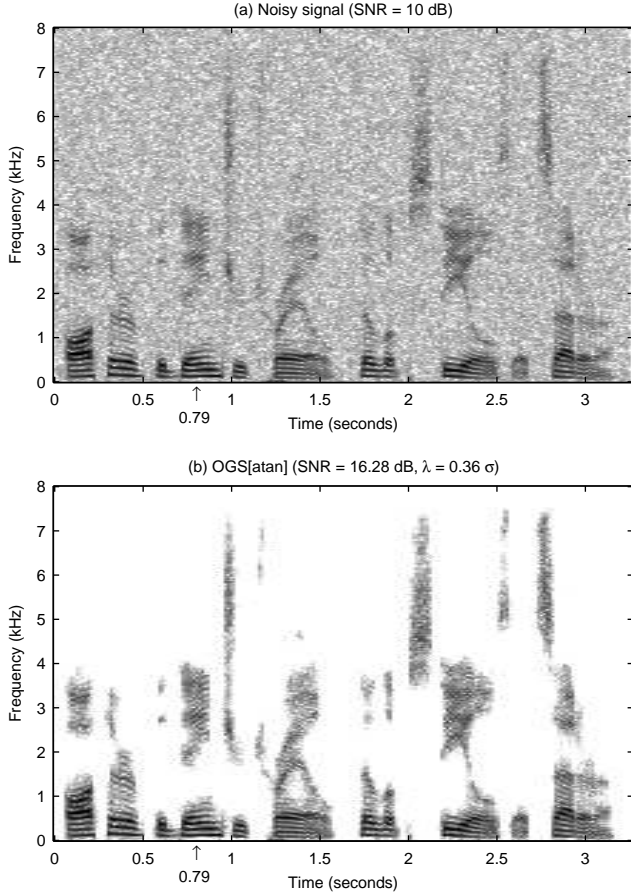 (a) Noisy signal (SNR = 10 dB)
8
7
6
5
4
3
2
1
0
Frequency (kHz)
0 0.5 1 1.5 2 2.5 3
↑
0.79
Time (seconds)
(b) OGS[atan] (SNR = 16.28 dB, λ = 0.36 σ)
8
7
6
5
4
3
2
1
0
Frequency (kHz)
0 0.5 1 1.5 2 2.5 3
↑
0.79
Time (seconds)